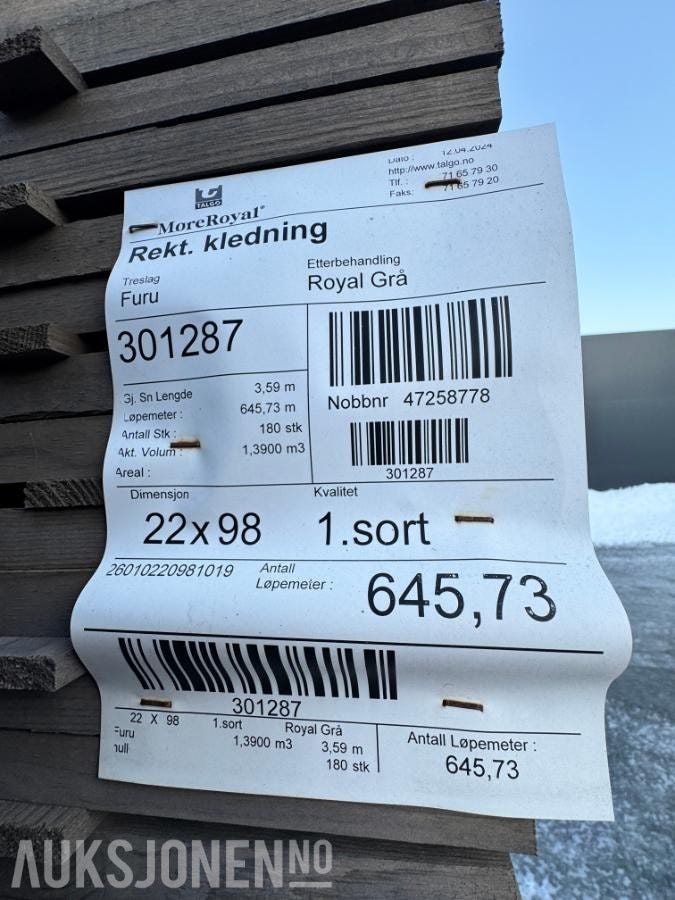 Dato : 12.04.2024
http://www.talgo.no
Tlf. : 71 65 79 30
Faks: 71 65 79 20
TALGO
MøreRoyal®
Rekt. kledning
Treslag
Furu
Etterbehandling
Royal Grå
301287
Gj. Sn Lengde 3,59 m
Løpemeter : 645,73 m
Antall Stk : 180 stk
Akt. Volum : 1,3900 m3
Areal :
Nobbnr 47258778
301287
Dimensjon
22x98
Kvalitet
1.sort
26010220981019
Antall Løpemeter : 645,73
301287
22 X 98 1.sort Royal Grå
Furu 1,3900 m3 3,59 m
null 180 stk
Antall Løpemeter :
645,73
AUKSJONEN.NO